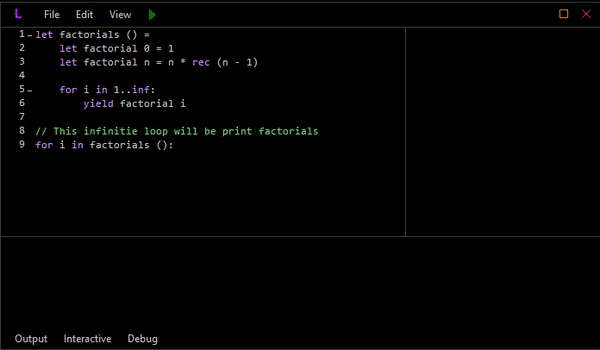 L File Edit View
1 let factorials () =
2 let factorial 0 = 1
3 let factorial n = n * rec (n - 1)
4
5 for i in 1..inf:
6 yield factorial i
7
8 // This infinitie loop will be print factorials
9 for i in factorials ():
Output Interactive Debug